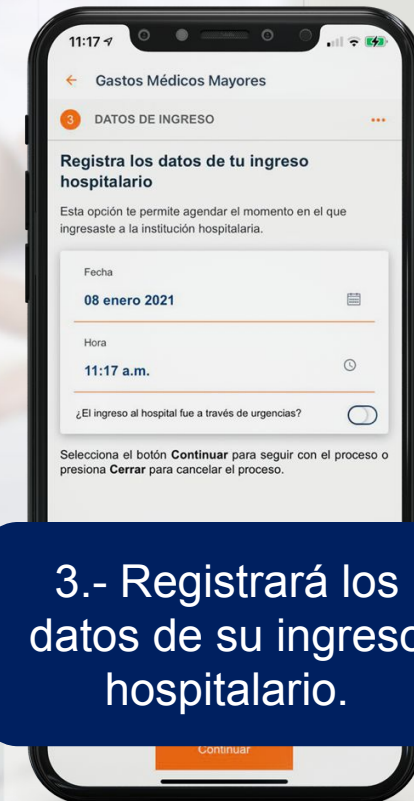 11:17
Gastos Médicos Mayores
3 DATOS DE INGRESO
Registra los datos de tu ingreso
hospitalario
Esta opción te permite agendar el momento en el que
ingresaste a la institución hospitalaria.
Fecha
08 enero 2021
Hora
11:17 a.m.
¿El ingreso al hospital fue a través de urgencias?
Selecciona el botón Continuar para seguir con el proceso o
presiona Cerrar para cancelar el proceso.
3.- Registrará los
datos de su ingreso
hospitalario.
Continuar